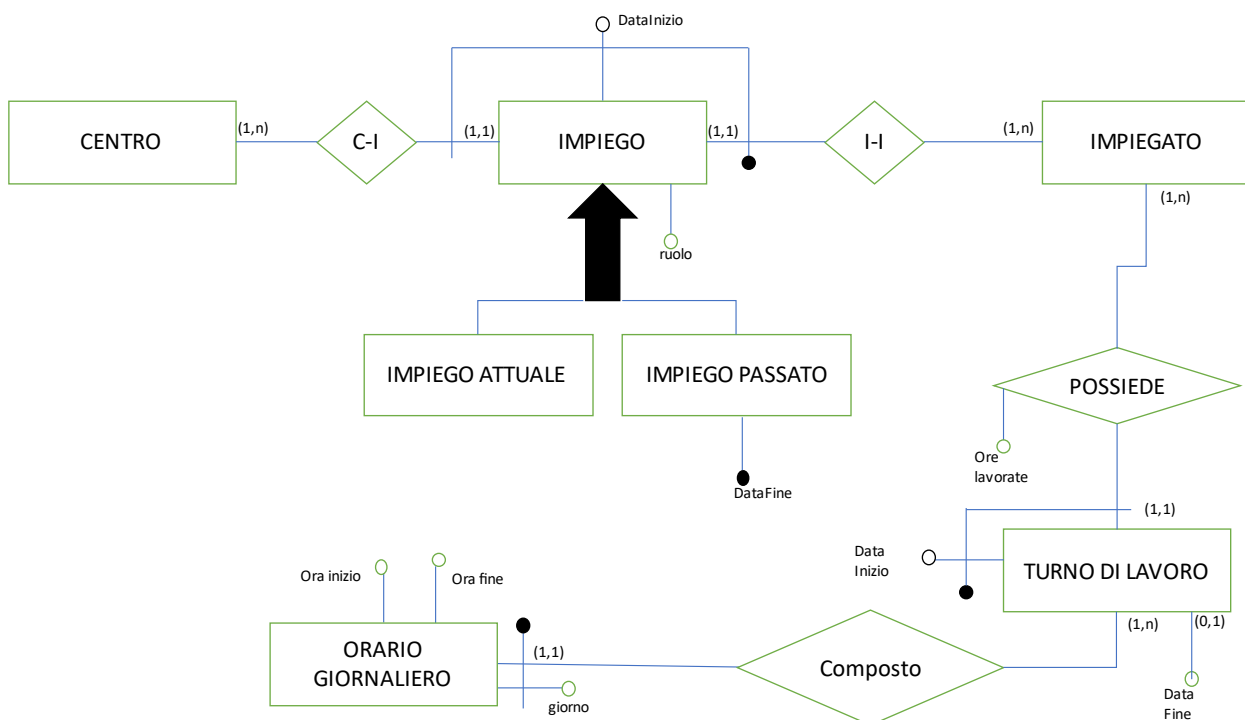 DataInizio
CENTRO
(1,n)
C-I
(1,1)
IMPIEGO
(1,1)
I-I
(1,n)
IMPIEGATO
(1,n)
ruolo
IMPIEGO ATTUALE
IMPIEGO PASSATO
POSSIEDE
Ore
lavorate
DataFine
(1,1)
Data
Inizio
TURNO DI LAVORO
Ora inizio
Ora fine
(1,n)
(0,1)
ORARIO
GIORNALIERO
(1,1)
giorno
Composto
Data
Fine